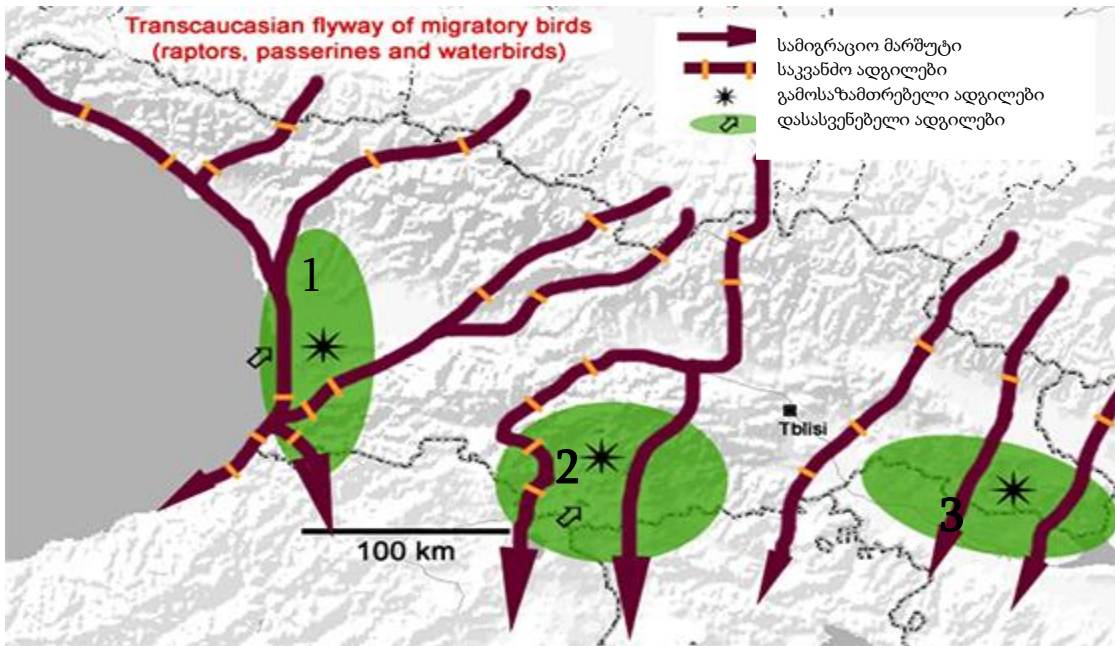 Transcaucasian flyway of migratory birds
(raptors, passerines and waterbirds)
სამიგრაციო მარშუტი
საკვანძო ადგილები
გამოსაზამთრებელი ადგილები
დასასვენებელი ადგილები
1
2
3
Tblisi
100 km